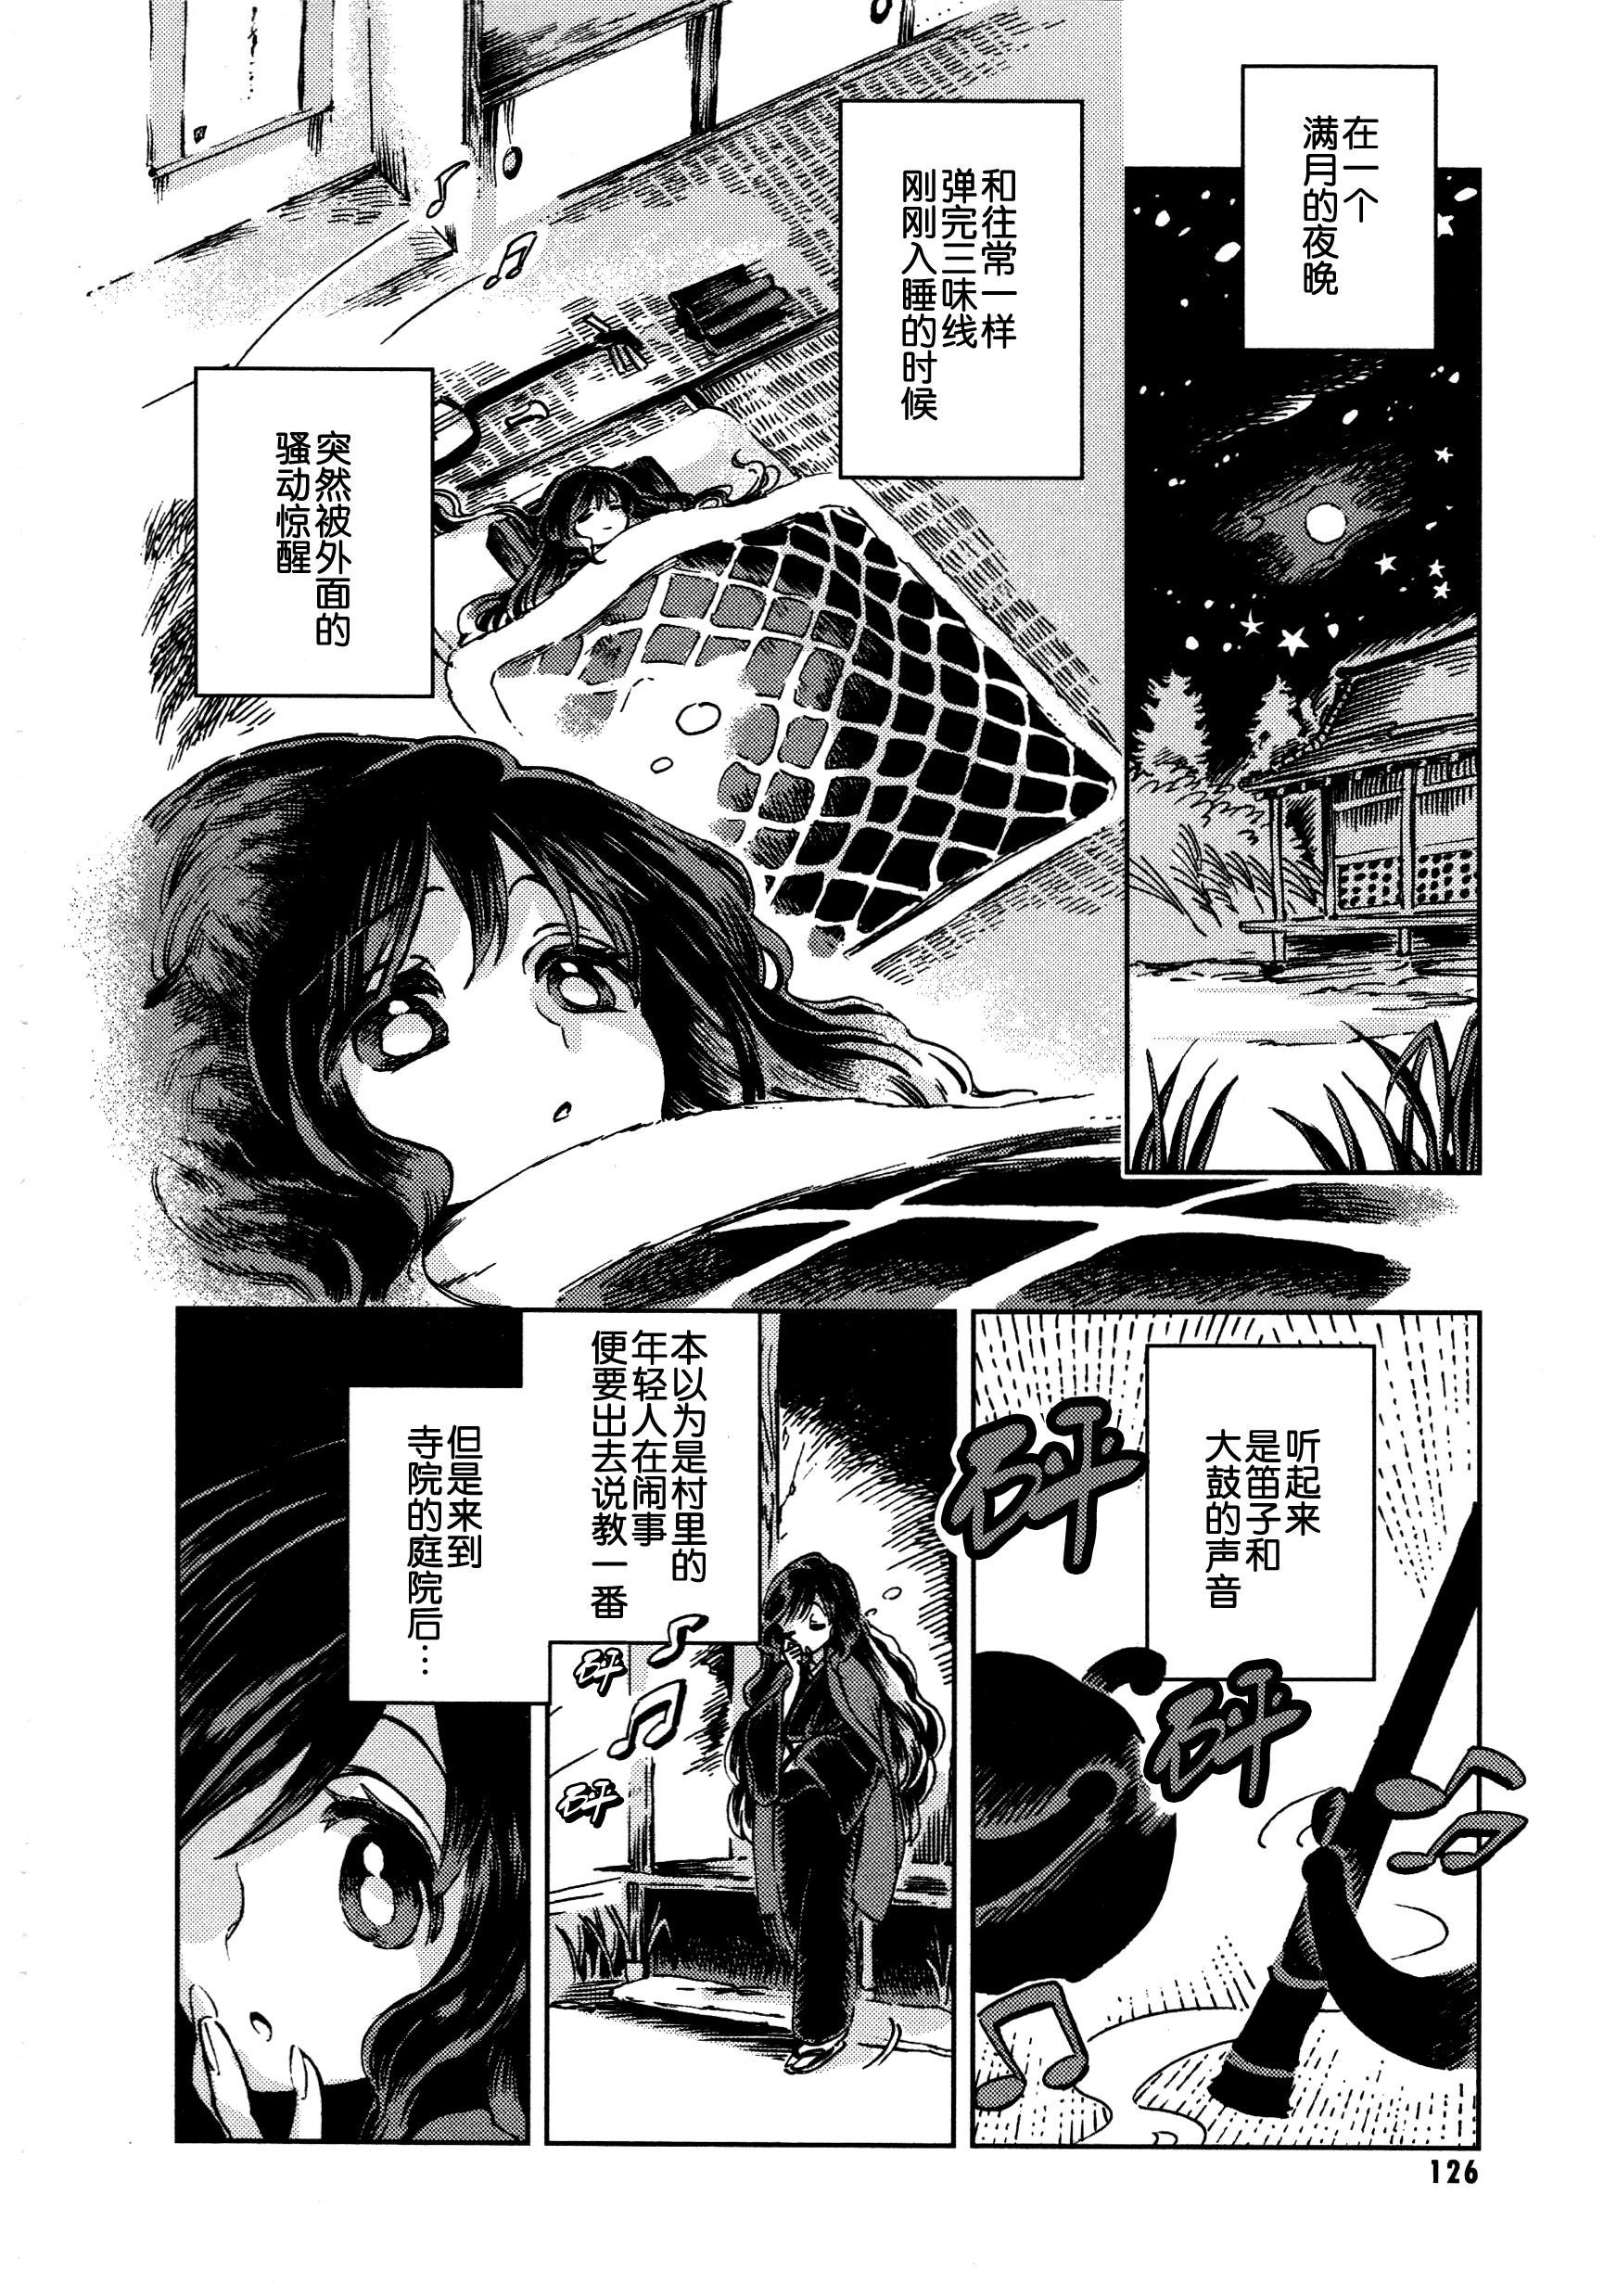 在一个
满月的夜晚
和往常一样
弹完三味线
刚刚入睡的时候
突然被外面的
骚动惊醒
听起来
是笛子和
大鼓的声音
砰
砰
本以为是村里的
年轻人在闹事
便要出去说教一番
砰
砰
但是来到
寺院的庭院后…
126